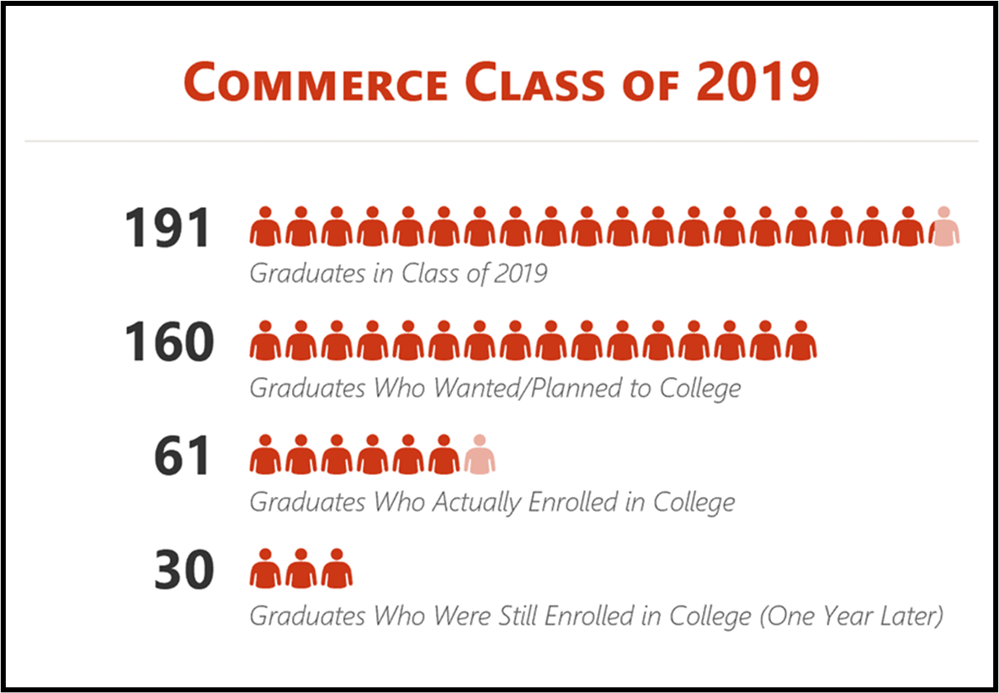 Commerce Class of 2019
191
Graduates in Class of 2019
160
Graduates Who Wanted/Planned to College
61
Graduates Who Actually Enrolled in College
30
Graduates Who Were Still Enrolled in College (One Year Later)